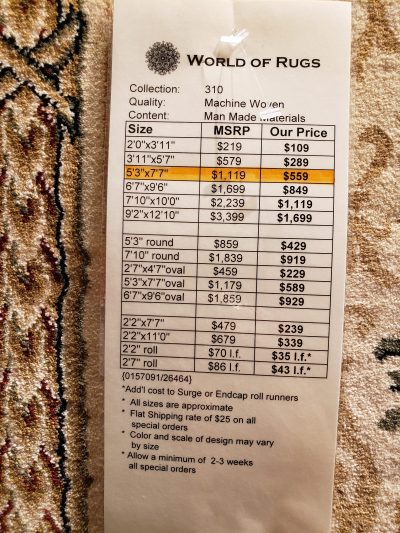 WORLD OF RUGS
Collection: 310
Quality: Machine Woven
Content: Man Made Materials
Size MSRP Our Price
2'0"x3'11" $219 $109
3'11"x5'7" $579 $289
5'3"x7'7" $1,119 $559
6'7"x9'6" $1,699 $849
7'10"x10'0" $2,239 $1,119
9'2"x12'10" $3,399 $1,699
5'3" round $859 $429
7'10" round $1,839 $919
2'7"x4'7"oval $459 $229
5'3"x7'7"oval $1,179 $589
6'7"x9'6"oval $1,859 $929
2'2"x7'7" $479 $239
2'2"x11'0" $679 $339
2'2" roll $70 l.f. $35 l.f.*
2'7" roll $86 l.f. $43 l.f.*
{0157091/26464}
*Add'l cost to Surge or Endcap roll runners
* All sizes are approximate
* Flat Shipping rate of $25 on all
special orders
* Color and scale of design may vary
by size
* Allow a minimum of 2-3 weeks
all special orders